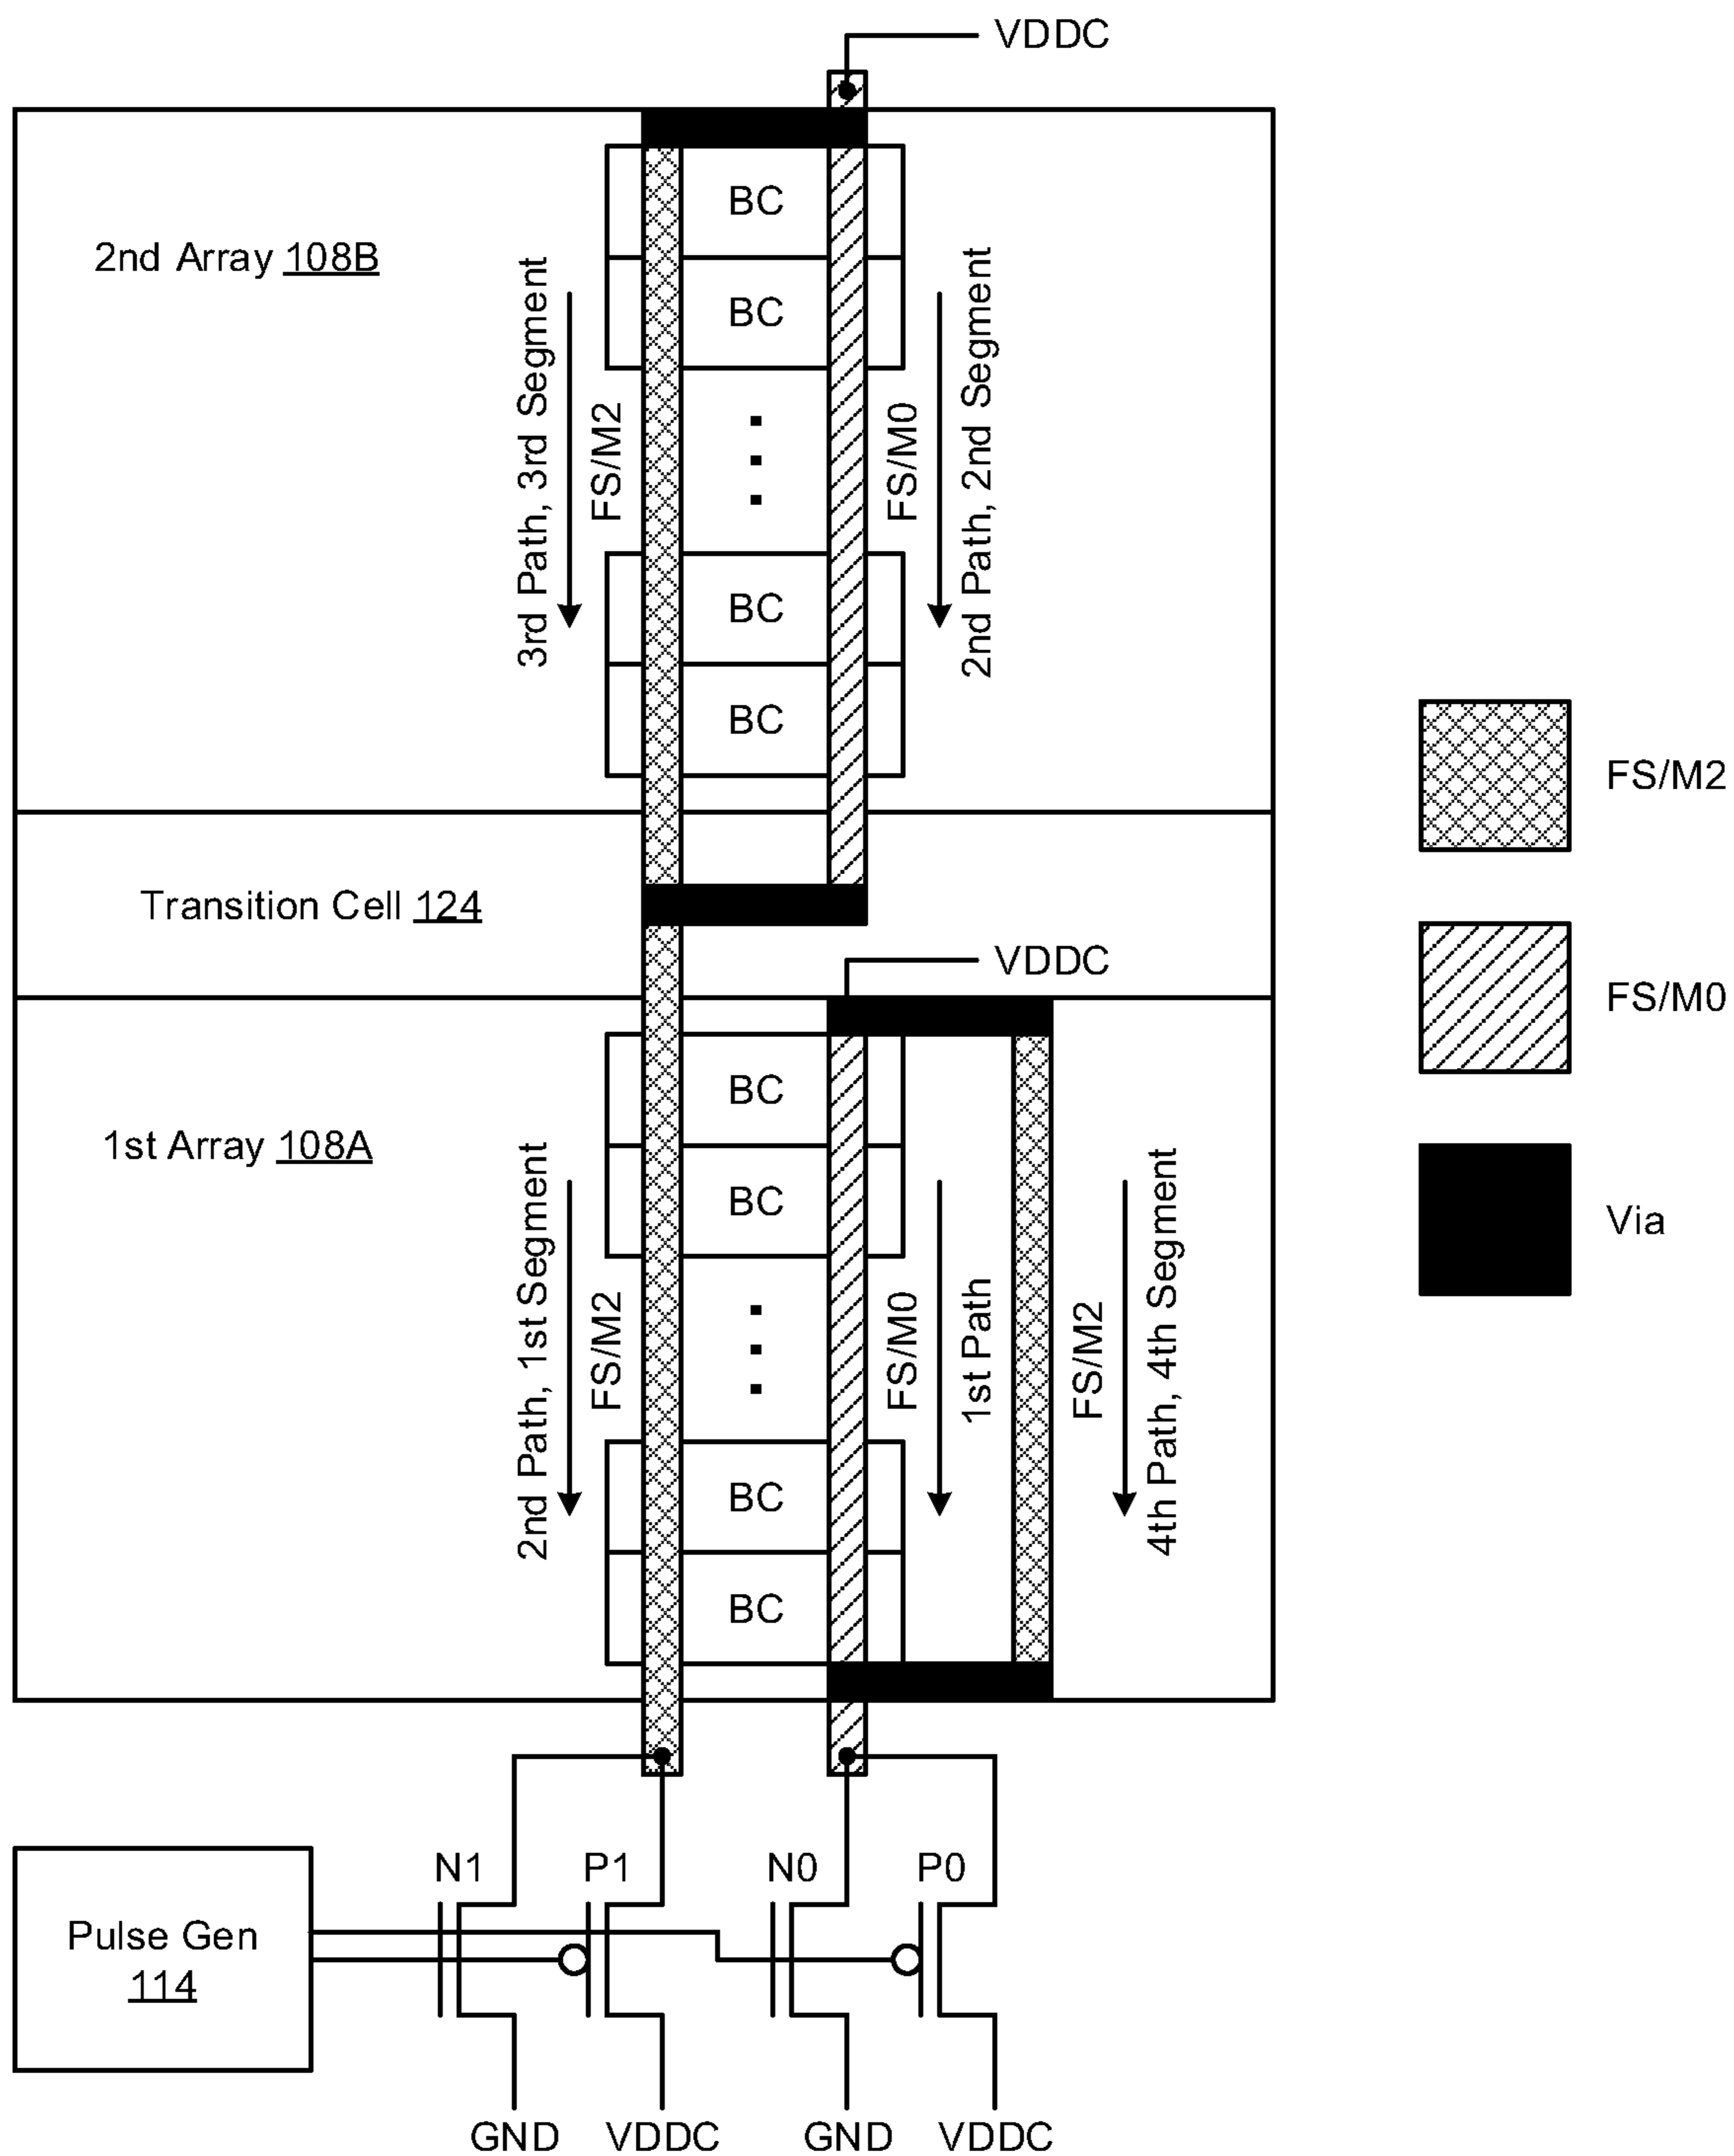 VDDC
BC
2nd Array 108B
BC
3rd Path, 3rd Segment
FS/M2
FS/M0
2nd Path, 2nd Segment
BC
BC
FS/M2
Transition Cell 124
VDDC
FS/M0
BC
1st Array 108A
BC
Via
2nd Path, 1st Segment
FS/M2
FS/M0
1st Path
FS/M2
4th Path, 4th Segment
BC
BC
N1
P1
N0
P0
Pulse Gen
114
GND
VDDC
GND
VDDC